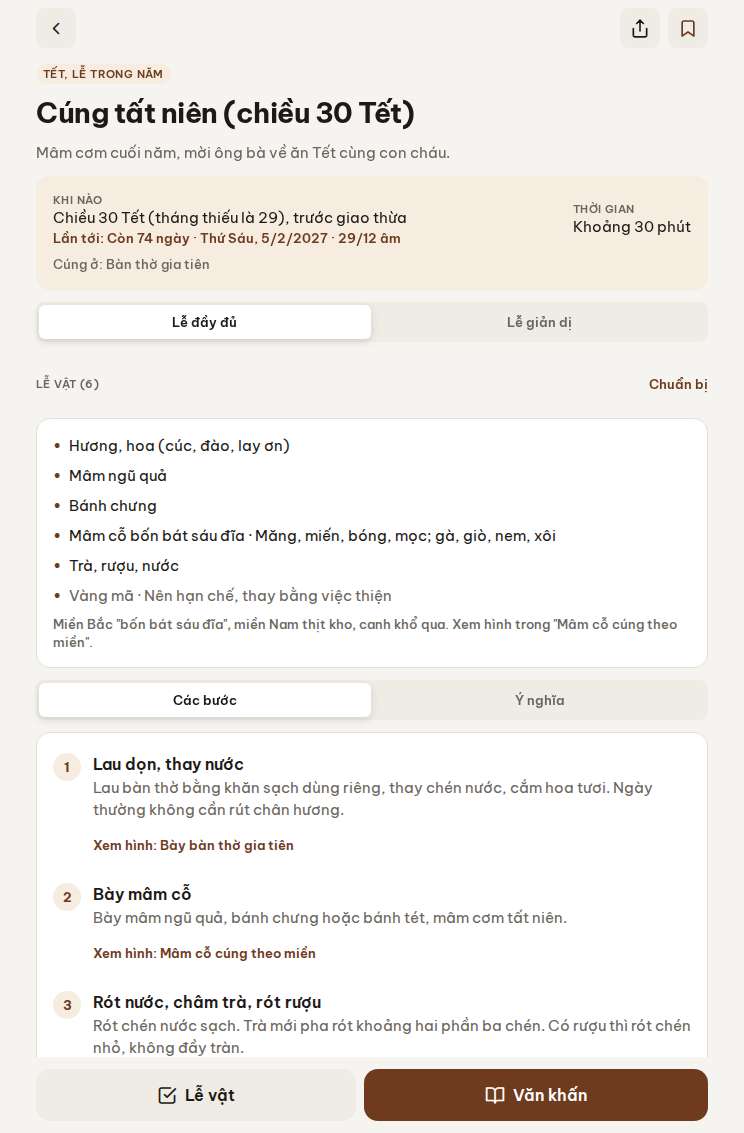 TẾT, LỄ TRONG NĂM
Cúng tất niên (chiều 30 Tết)
Mâm cơm cuối năm, mời ông bà về ăn Tết cùng con cháu.
KHI NÀO
Chiều 30 Tết (tháng thiếu là 29), trước giao thừa
Lần tới: Còn 74 ngày · Thứ Sáu, 5/2/2027 · 29/12 âm
Cúng ở: Bàn thờ gia tiên
THỜI GIAN
Khoảng 30 phút
Lễ đầy đủ
Lễ giản dị
LỄ VẬT (6)
Chuẩn bị
• Hương, hoa (cúc, đào, lay ơn)
• Mâm ngũ quả
• Bánh chưng
• Mâm cỗ bốn bát sáu đĩa · Măng, miến, bóng, mọc; gà, giò, nem, xôi
• Trà, rượu, nước
• Vàng mã · Nên hạn chế, thay bằng việc thiện
Miền Bắc "bốn bát sáu đĩa", miền Nam thịt kho, canh khổ qua. Xem hình trong "Mâm cỗ cúng theo
miền".
Các bước
Ý nghĩa
1
Lau dọn, thay nước
Lau bàn thờ bằng khăn sạch dùng riêng, thay chén nước, cắm hoa tươi. Ngày
thường không cần rút chân hương.
Xem hình: Bày bàn thờ gia tiên
2
Bày mâm cỗ
Bày mâm ngũ quả, bánh chưng hoặc bánh tét, mâm cơm tất niên.
Xem hình: Mâm cỗ cúng theo miền
3
Rót nước, châm trà, rót rượu
Rót chén nước sạch. Trà mới pha rót khoảng hai phần ba chén. Có rượu thì rót chén
nhỏ, không đầy tràn.
Lễ vật
Văn khấn